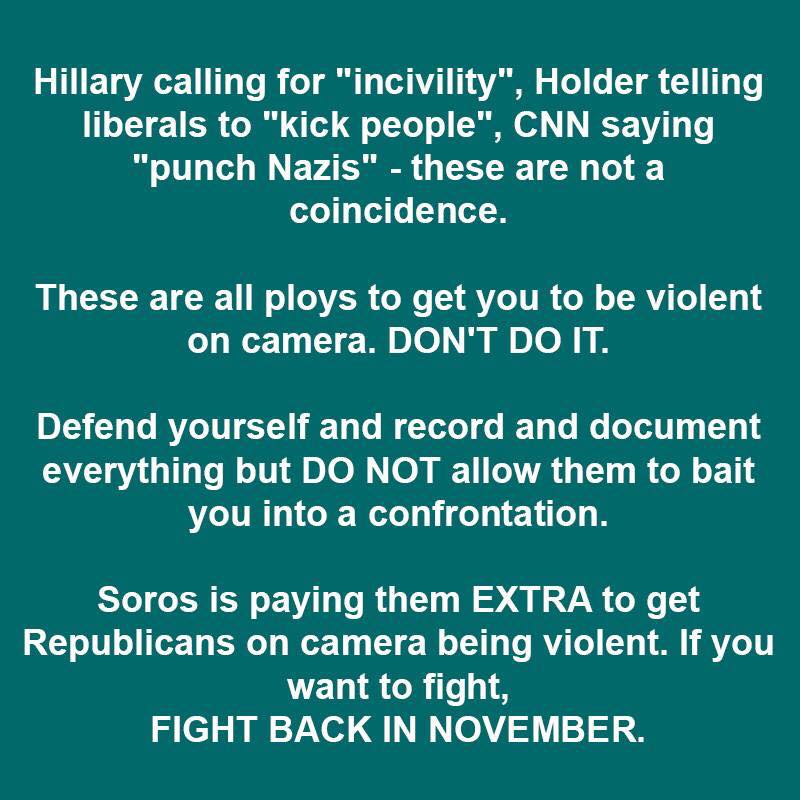 Hillary calling for "incivility", Holder telling
liberals to "kick people", CNN saying
"punch Nazis" - these are not a
coincidence.
These are all ploys to get you to be violent
on camera. DON'T DO IT.
Defend yourself and record and document
everything but DO NOT allow them to bait
you into a confrontation.
Soros is paying them EXTRA to get
Republicans on camera being violent. If you
want to fight,
FIGHT BACK IN NOVEMBER.